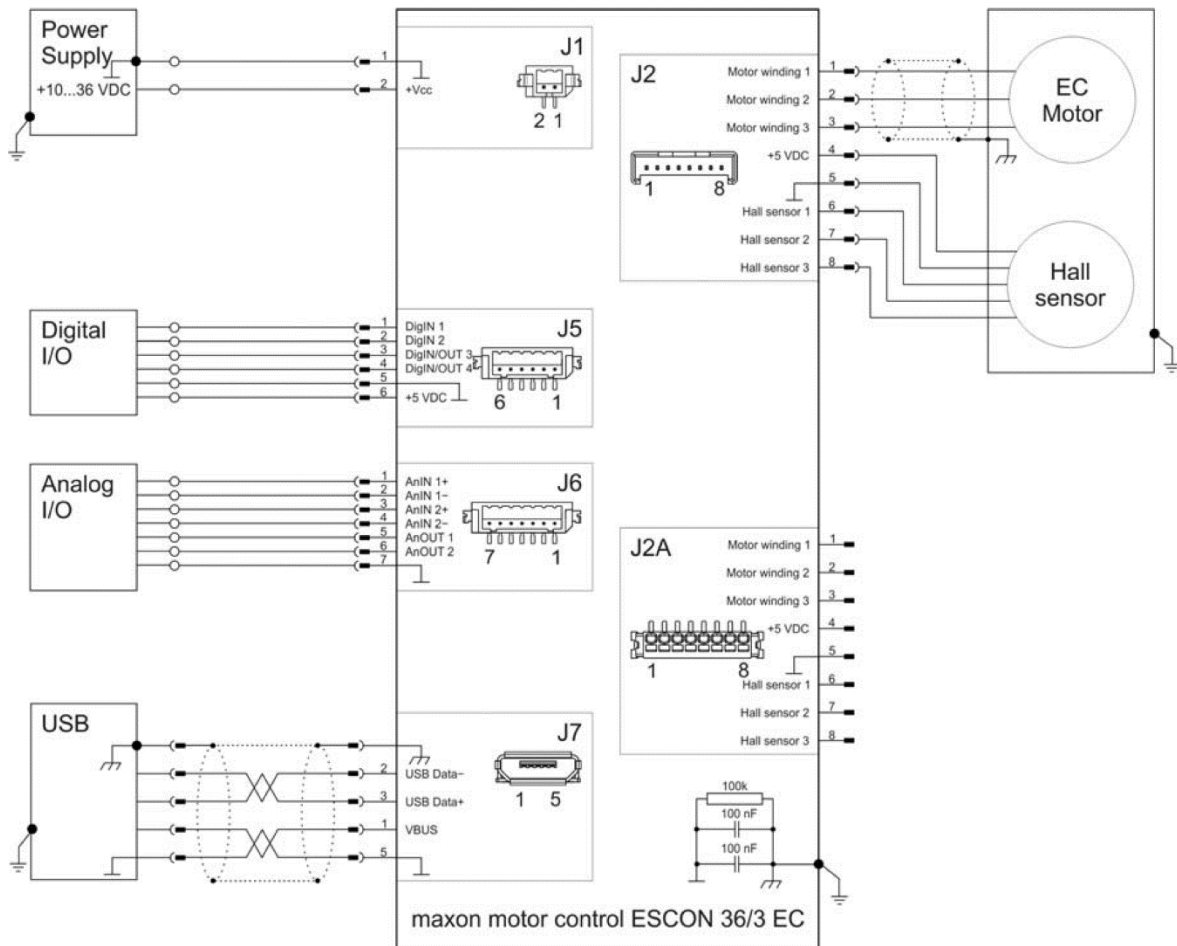 Power
Supply
+10...36 VDC
1
2
+Vcc
J1
2 1
J2
1 8
Motor winding 1
Motor winding 2
Motor winding 3
+5 VDC
Hall sensor 1
Hall sensor 2
Hall sensor 3
1
2
3
4
5
6
7
8
EC
Motor
Hall
sensor
Digital
I/O
1
2
3
4
5
6
DigIN 1
DigIN 2
DigIN/OUT 3
DigIN/OUT 4
+5 VDC
J5
6 1
Analog
I/O
1
2
3
4
5
6
7
AnIN 1+
AnIN 1−
AnIN 2+
AnIN 2−
AnOUT 1
AnOUT 2
J6
7 1
J2A
1 8
Motor winding 1
Motor winding 2
Motor winding 3
+5 VDC
Hall sensor 1
Hall sensor 2
Hall sensor 3
1
2
3
4
5
6
7
8
USB
2
3
1
5
USB Data−
USB Data+
VBUS
J7
1 5
100k
100 nF
100 nF
maxon motor control ESCON 36/3 EC